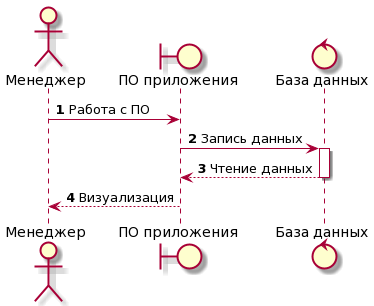 Менеджер ПО приложения База данных
1 Работа с ПО
2 Запись данных
3 Чтение данных
4 Визуализация
Менеджер ПО приложения База данных